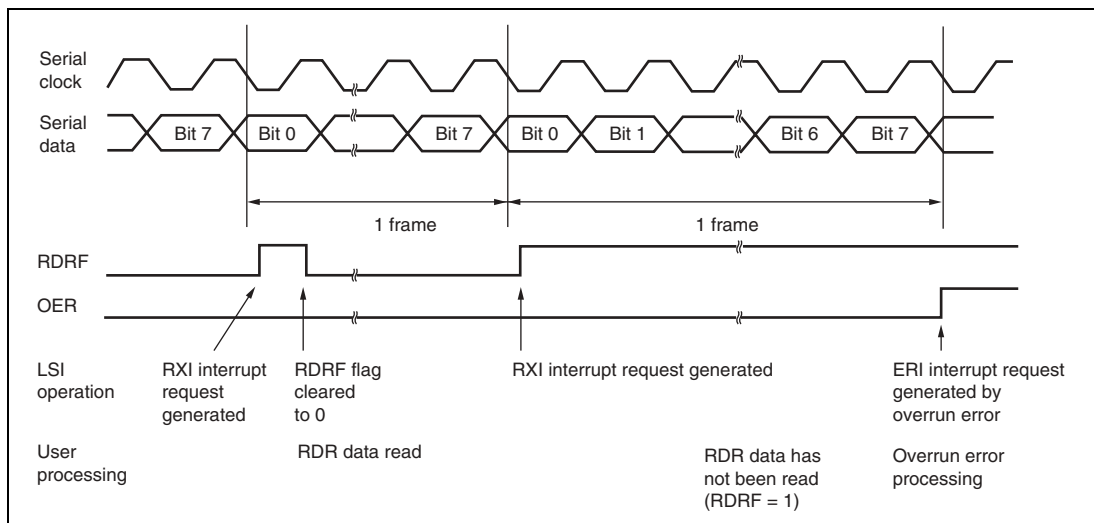 Serial
clock
Serial
data
Bit 7
Bit 0
Bit 7
Bit 0
Bit 1
Bit 6
Bit 7
1 frame
1 frame
RDRF
OER
LSI
operation
RXI interrupt
request
generated
RDRF flag
cleared
to 0
RXI interrupt request generated
ERI interrupt request
generated by
overrun error
User
processing
RDR data read
RDR data has
not been read
(RDRF = 1)
Overrun error
processing